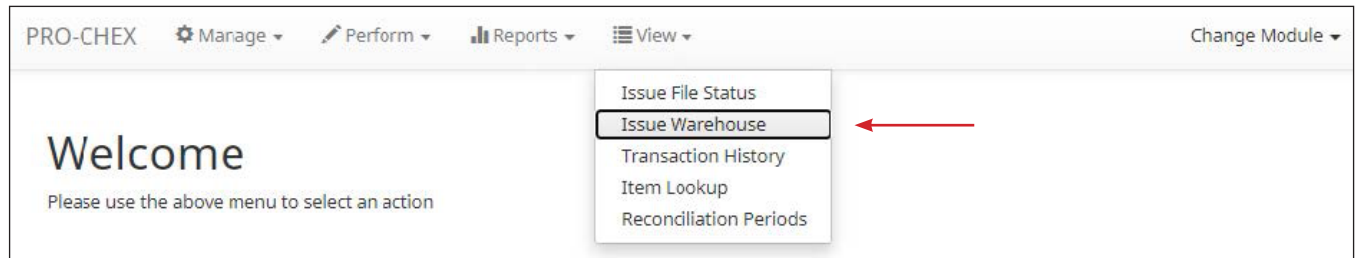 PRO-CHEX Manage Perform Reports View Change Module
Issue File Status
Issue Warehouse
Transaction History
Item Lookup
Reconciliation Periods
Welcome
Please use the above menu to select an action